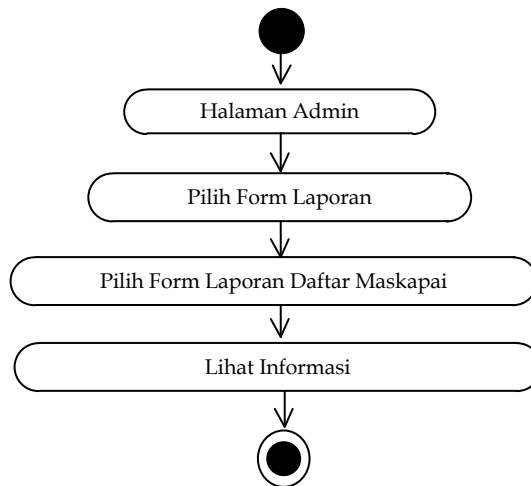 Halaman Admin
Pilih Form Laporan
Pilih Form Laporan Daftar Maskapai
Lihat Informasi